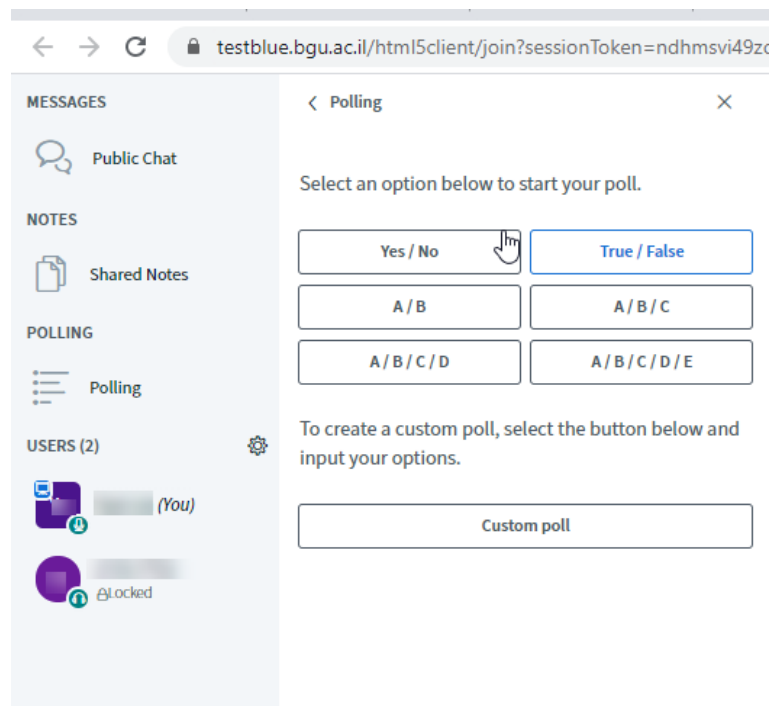 testblue.bgu.ac.il/html5client/join?sessionToken=ndhmsvi49zc
MESSAGES
Public Chat
NOTES
Shared Notes
POLLING
Polling
USERS (2)
(You)
Locked
Polling
Select an option below to start your poll.
Yes / No
True / False
A / B
A / B / C
A / B / C / D
A / B / C / D / E
To create a custom poll, select the button below and
input your options.
Custom poll